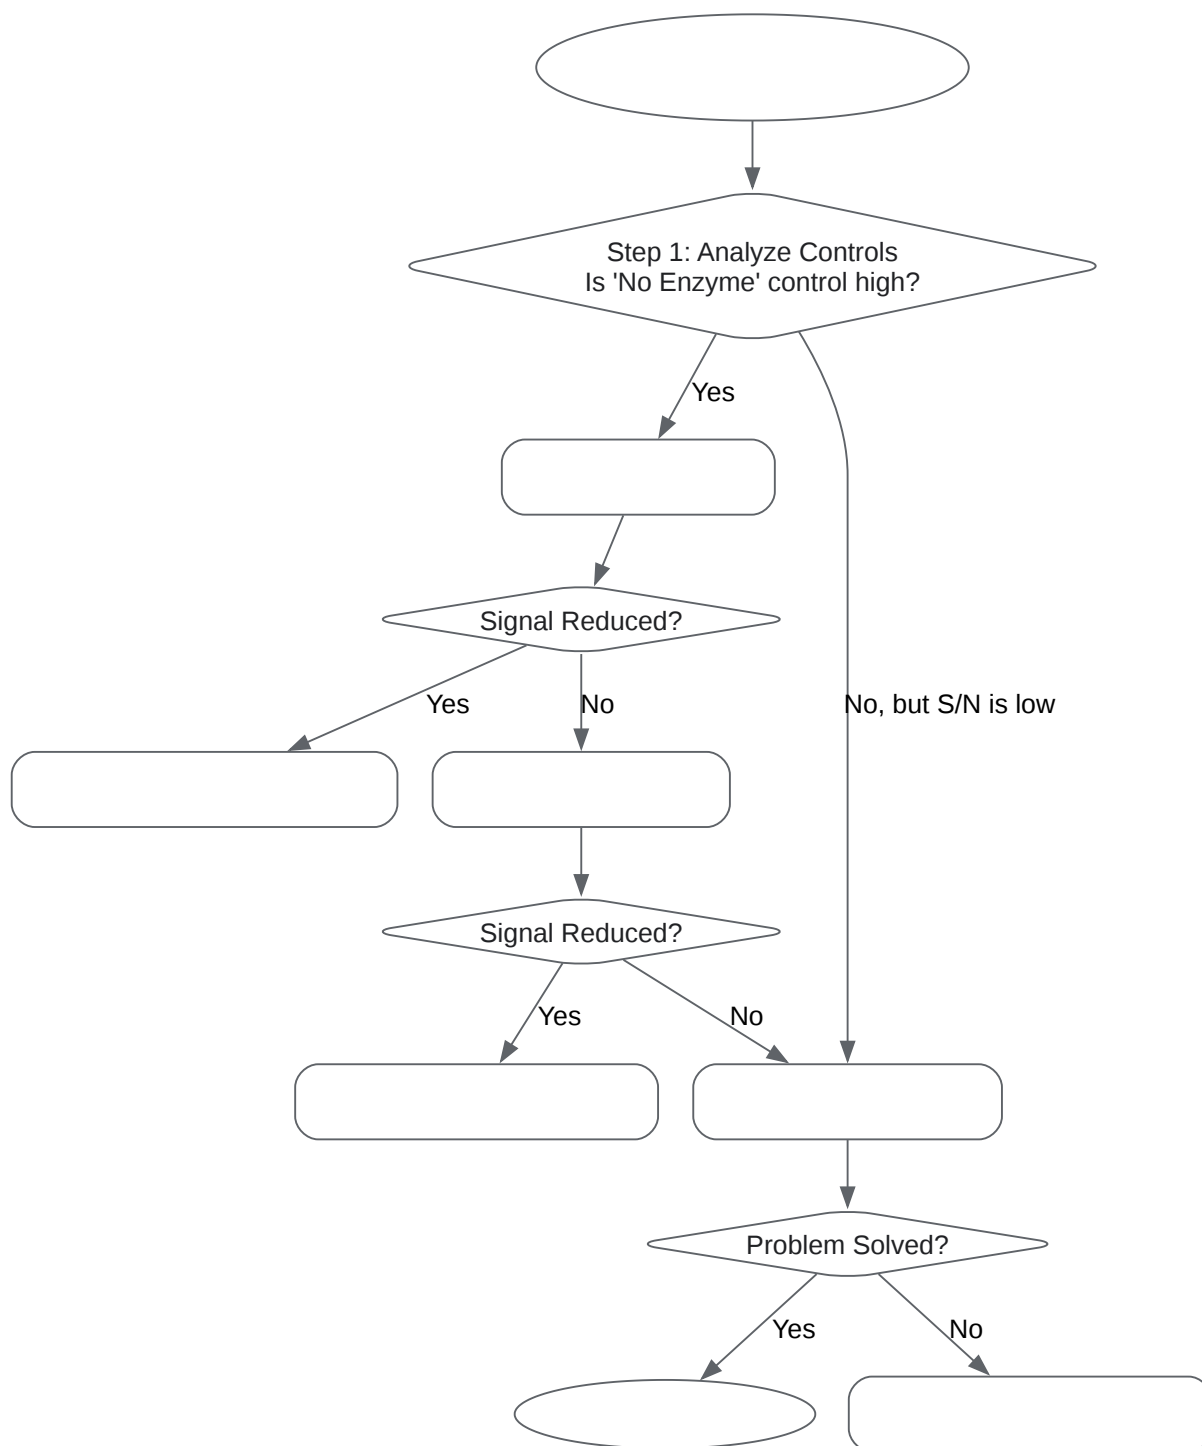 Step 1: Analyze Controls
Is 'No Enzyme' control high?
Yes
Signal Reduced?
Yes
No
No, but S/N is low
Signal Reduced?
Yes
No
Problem Solved?
Yes
No